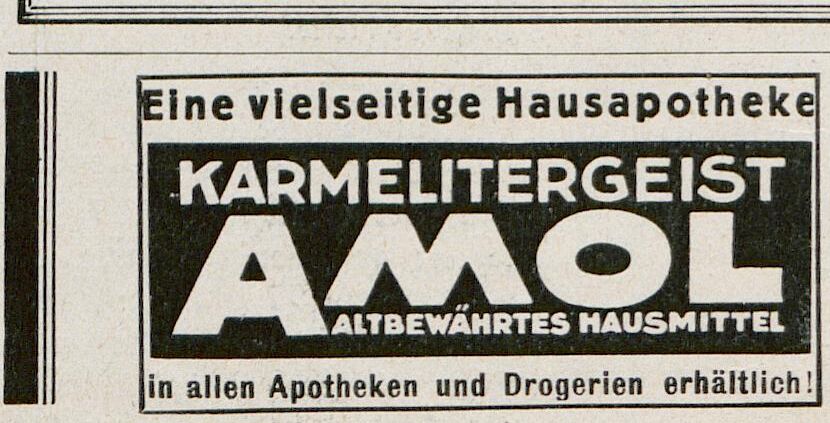 Eine vielseitige Hausapotheke
KARMELITERGEIST
AMOL
ALTBEWÄHRTES HAUSMITTEL
in allen Apotheken und Drogerien erhältlich!